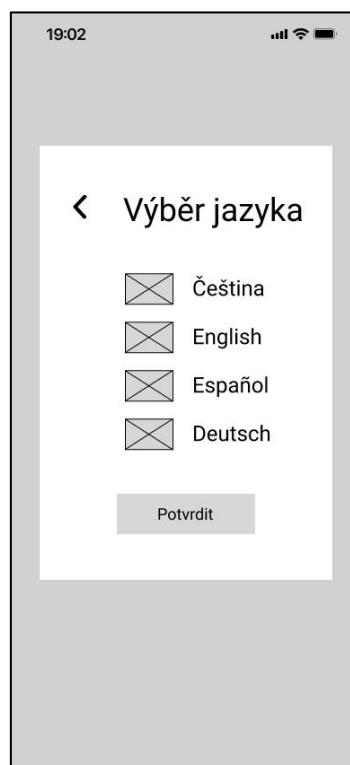 19:02
Výběr jazyka
Čeština
English
Español
Deutsch
Potvrdit